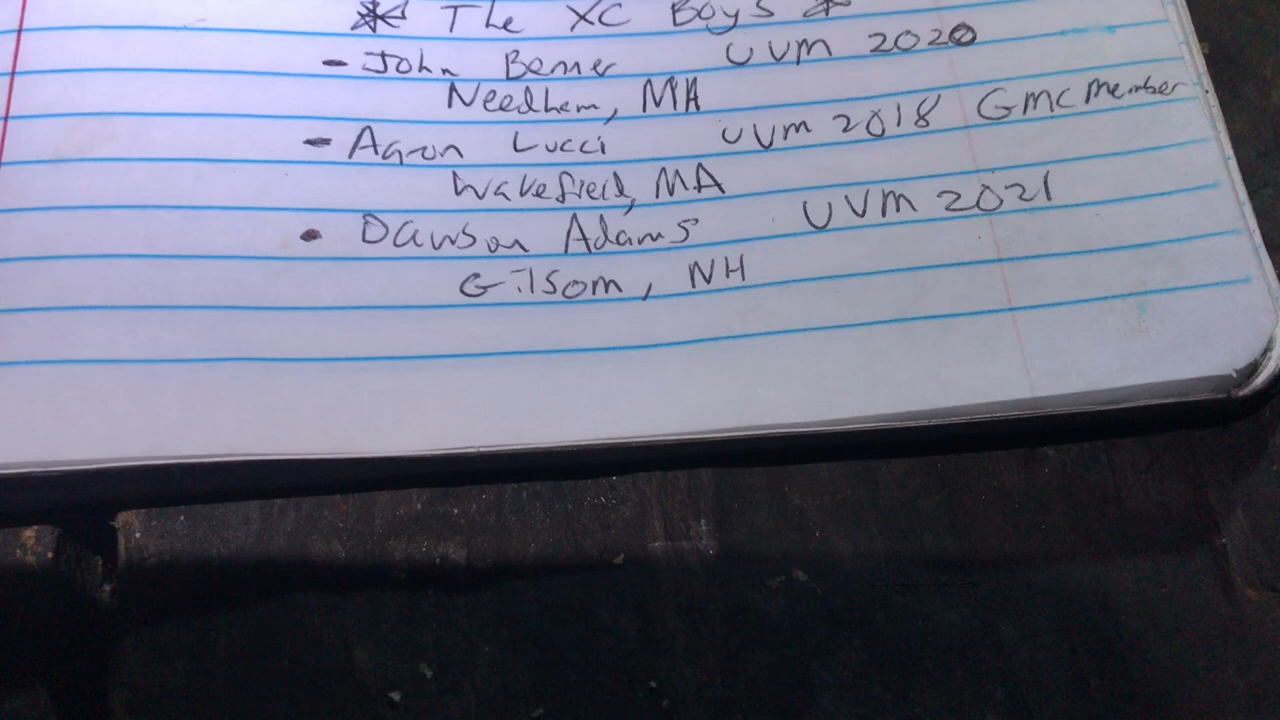 * The XC Boys *
- John Berner UVM 2020
Needham, MA
- Aaron Lucci UVM 2018 GMC Member
Wakefield, MA
• Dawson Adams UVM 2021
Gilsom, NH